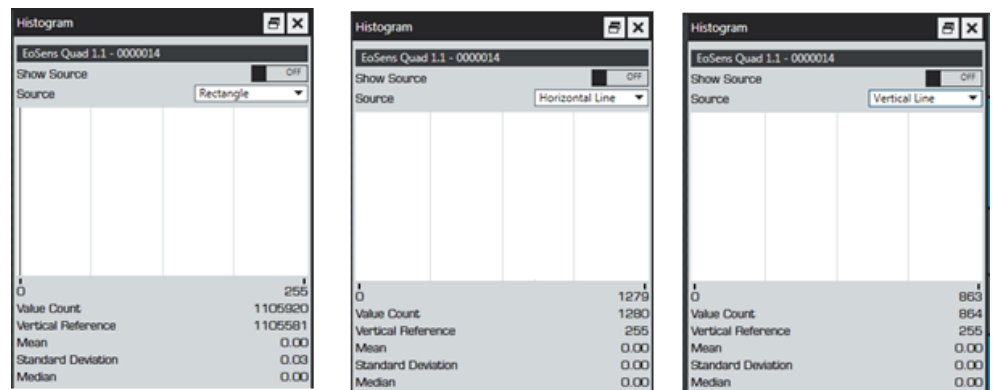 Histogram
EoSens Quad 1.1 - 0000014
Show Source OFF
Source Rectangle
0 255
Value Count 1105920
Vertical Reference 1105581
Mean 0.00
Standard Deviation 0.03
Median 0.00
Histogram
EoSens Quad 1.1 - 0000014
Show Source OFF
Source Horizontal Line
0 1279
Value Count 1280
Vertical Reference 255
Mean 0.00
Standard Deviation 0.00
Median 0.00
Histogram
EoSens Quad 1.1 - 0000014
Show Source OFF
Source Vertical Line
0 863
Value Count 864
Vertical Reference 255
Mean 0.00
Standard Deviation 0.00
Median 0.00